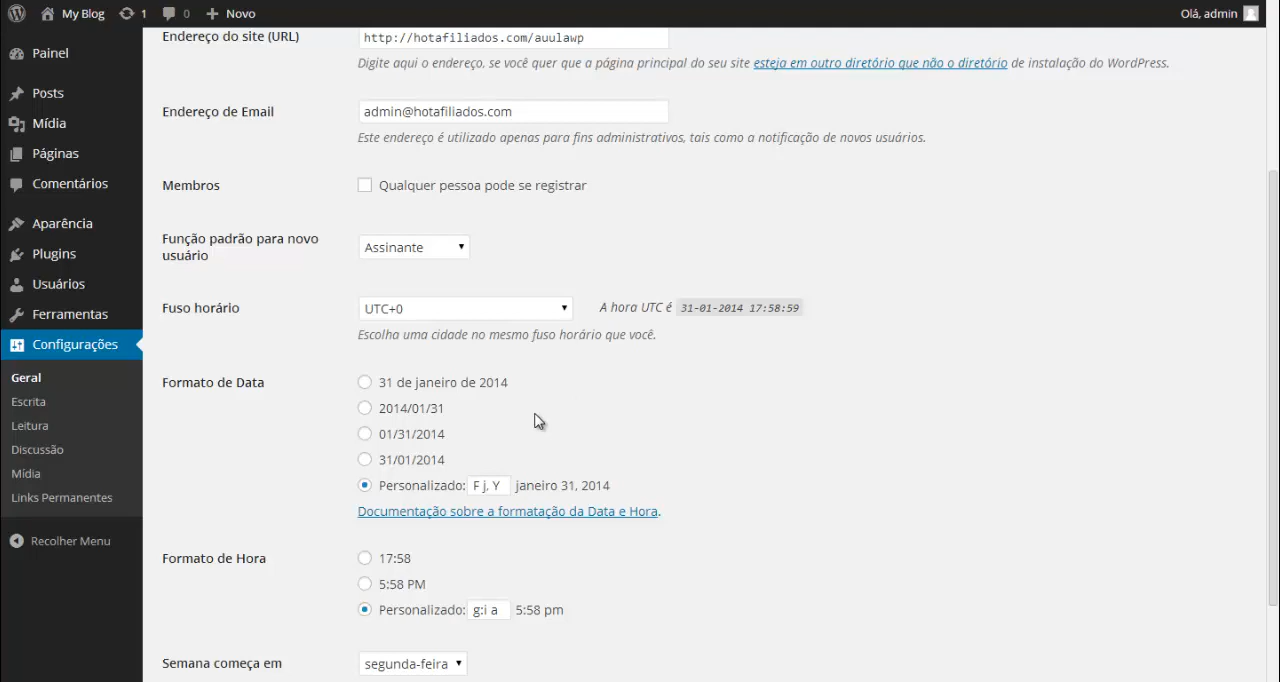 My Blog 1 0 Novo Olá, admin
Painel
Posts
Mídia
Páginas
Comentários
Aparência
Plugins
Usuários
Ferramentas
Configurações
Geral
Escrita
Leitura
Discussão
Mídia
Links Permanentes
Recolher Menu
Endereço do site (URL) http://hotafiliados.com/auulawp
Digite aqui o endereço, se você quer que a página principal do seu site esteja em outro diretório que não o diretório de instalação do WordPress.
Endereço de Email admin@hotafiliados.com
Este endereço é utilizado apenas para fins administrativos, tais como a notificação de novos usuários.
Membros Qualquer pessoa pode se registrar
Função padrão para novo
usuário
Assinante
Fuso horário UTC+0 A hora UTC é 31-01-2014 17:58:59
Escolha uma cidade no mesmo fuso horário que você.
Formato de Data 31 de janeiro de 2014
2014/01/31
01/31/2014
31/01/2014
Personalizado: F j, Y janeiro 31, 2014
Documentação sobre a formatação da Data e Hora.
Formato de Hora 17:58
5:58 PM
Personalizado: g:i a 5:58 pm
Semana começa em segunda-feira